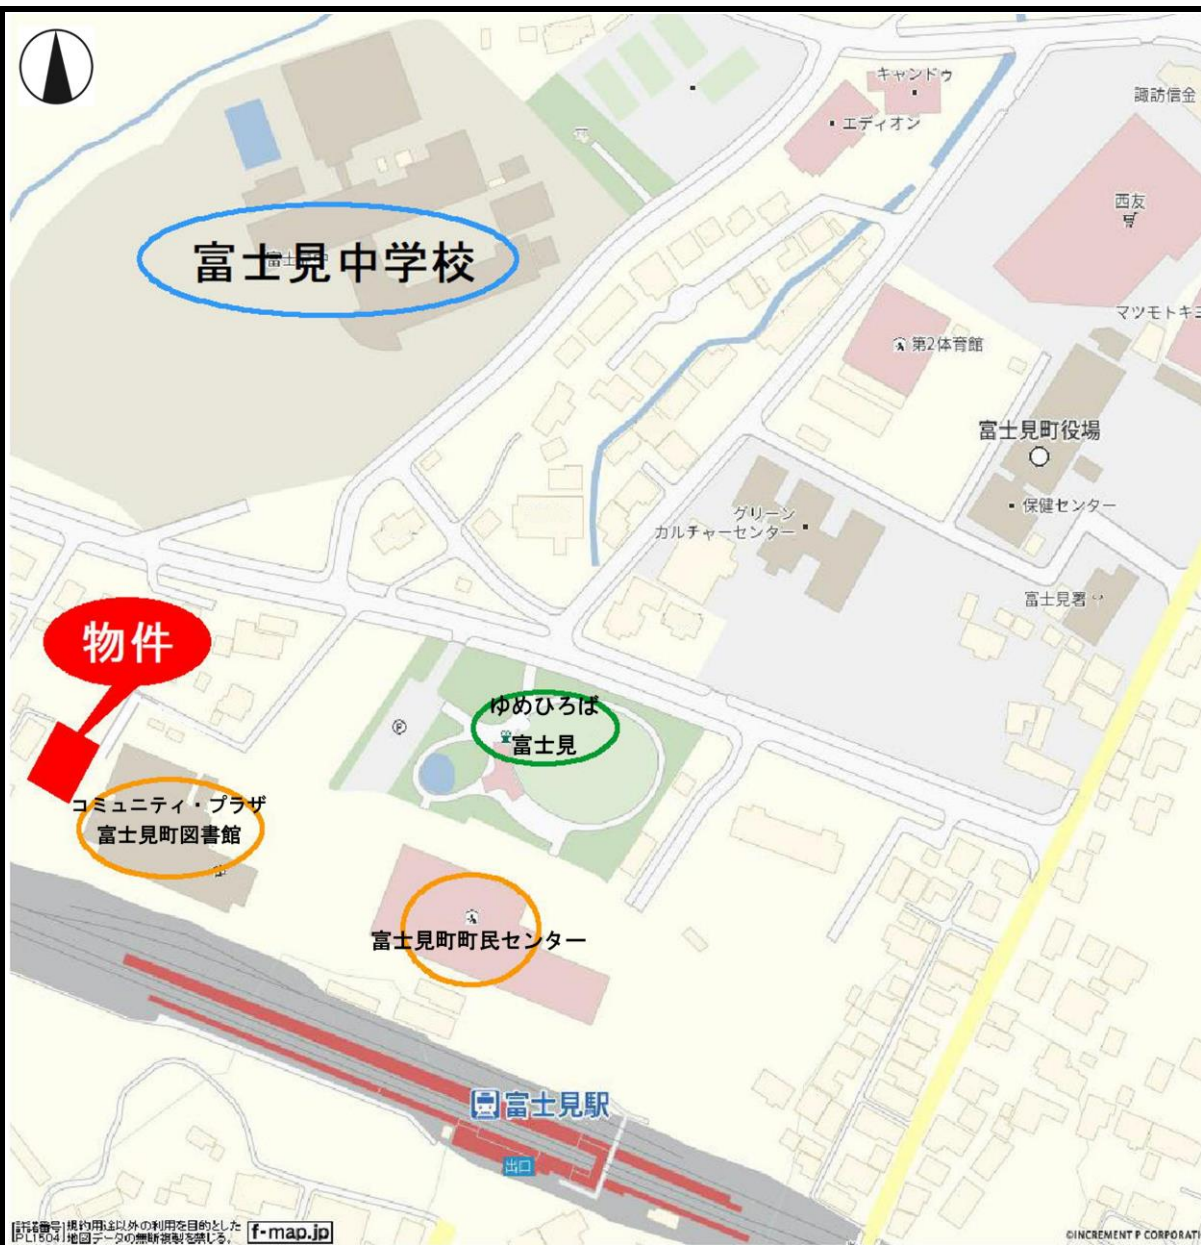 キャンドゥ
諏訪信金
エディオン
西友
富士見中学校
マツモトキヨ
第2体育館
富士見町役場
グリーン
カルチャーセンター
保健センター
富士見署
物件
ゆめひろば
富士見
P
コミュニティ・プラザ
富士見町図書館
富士見町町民センター
富士見駅
出口
[許諾番号]規約用途以外の利用を目的とした
[PL1504]地図データの無断複製を禁じる。
f-map.jp
©INCREMENT P CORPORATI